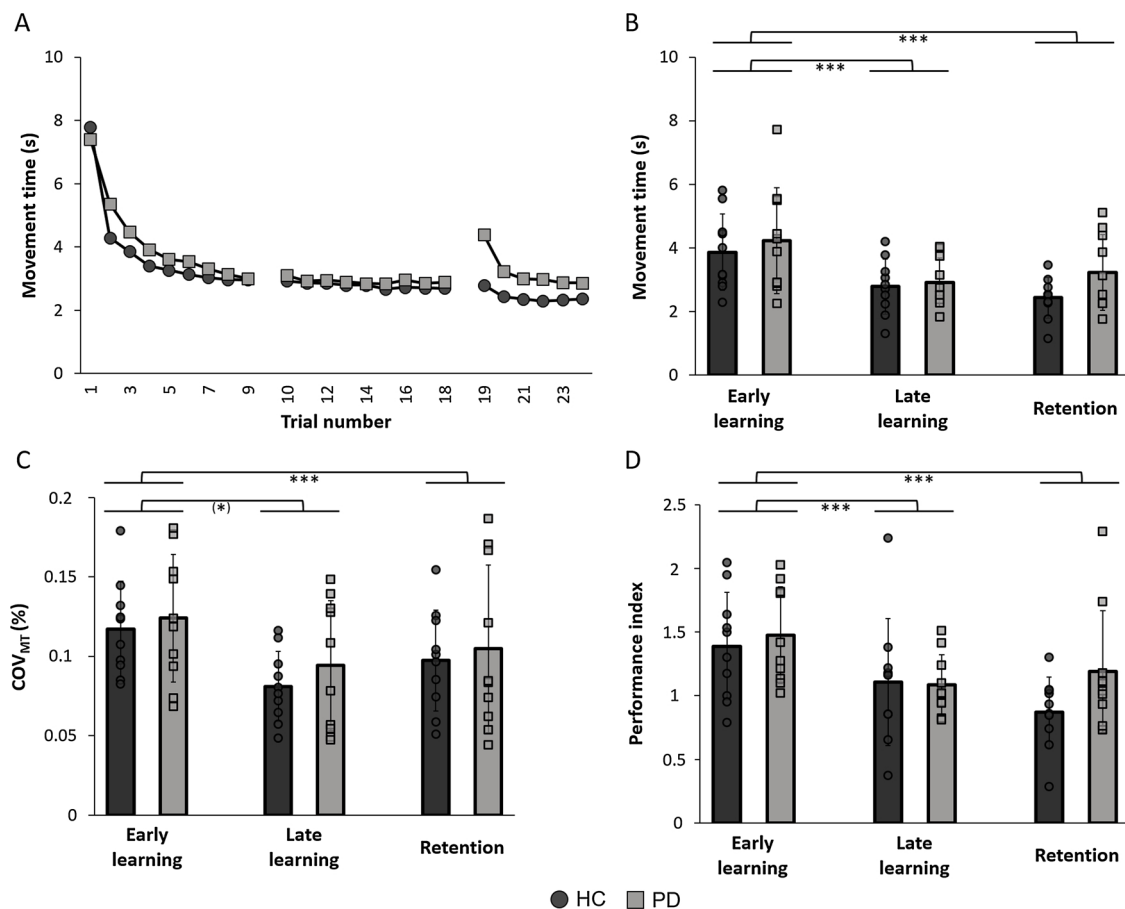 A
Movement time (s)
10
8
6
4
2
0
1
3
5
7
9
10
12
14
16
18
19
21
23
Trial number
B
***
***
Movement time (s)
10
8
6
4
2
0
Early
learning
Late
learning
Retention
C
***
(*)
COVMT (%)
0.2
0.15
0.1
0.05
0
Early
learning
Late
learning
Retention
D
***
***
Performance index
2.5
2
1.5
1
0.5
0
Early
learning
Late
learning
Retention
HC PD